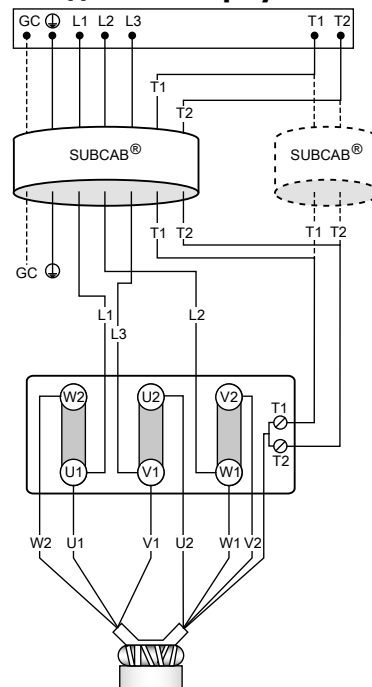 GC L1 L2 L3 T1 T2
T1
T2
SUBCAB® SUBCAB®
T1 T2 T1 T2
GC
L1 L2
L3
W2 U2 V2
T1
U1 V1 W1
T2
W2 U1 V1 U2 W1 V2